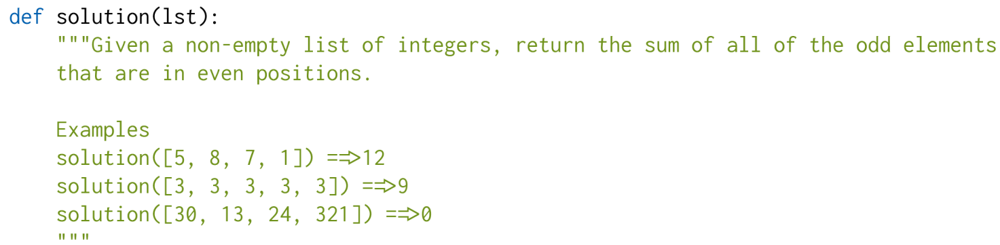 def solution(lst):
    """Given a non-empty list of integers, return the sum of all of the odd elements
    that are in even positions.

    Examples
    solution([5, 8, 7, 1]) ==>12
    solution([3, 3, 3, 3, 3]) ==>9
    solution([30, 13, 24, 321]) ==>0
    """